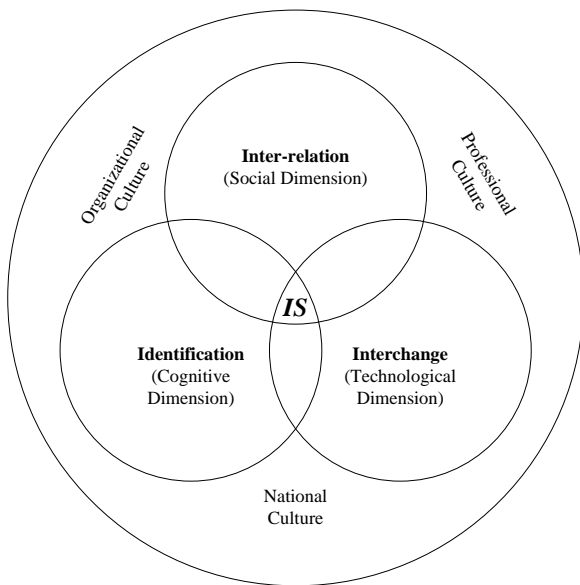 Organizational
Culture
Professional
Culture
Inter-relation
(Social Dimension)
IS
Identification
(Cognitive
Dimension)
Interchange
(Technological
Dimension)
National
Culture